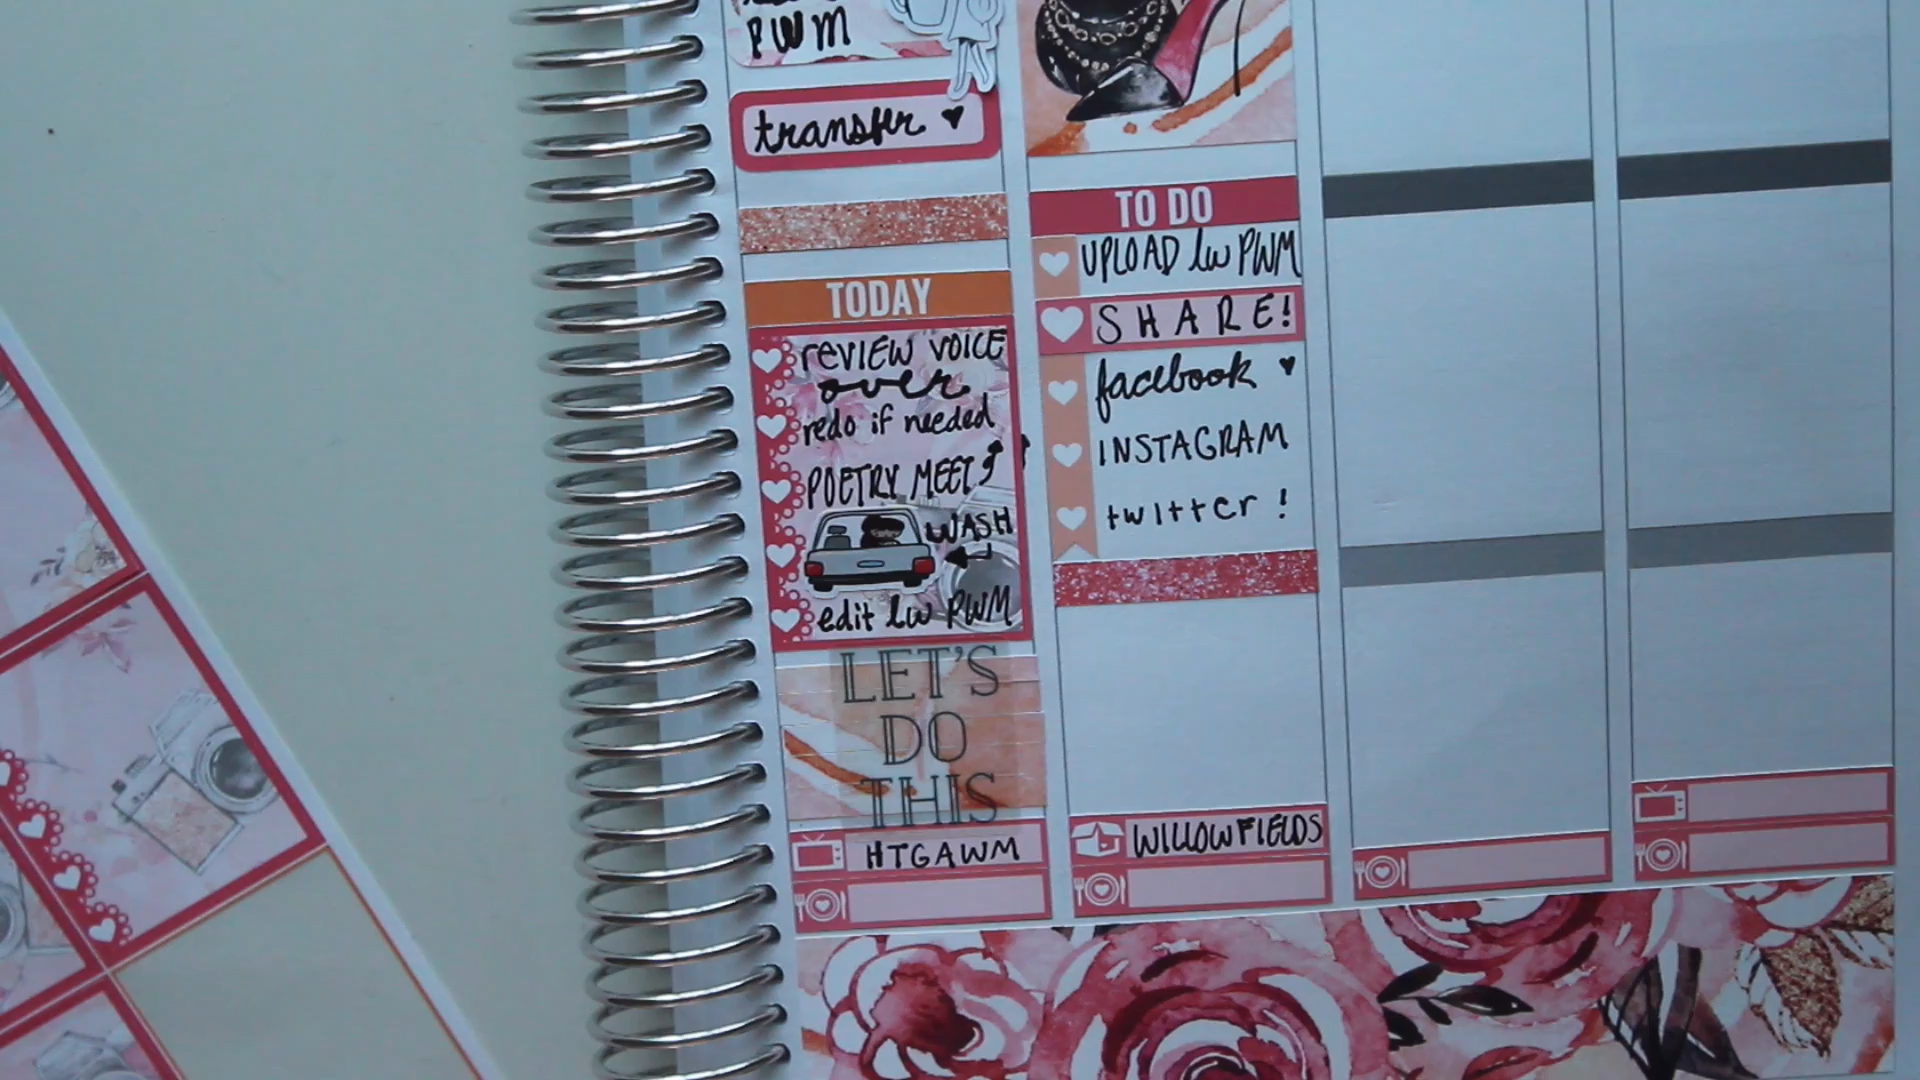 PWM
transfer
TODAY
REVIEW VOICE
over
redo if needed
POETRY MEET
WASH
edit lw PWM
LET'S
DO
THIS
HTGAWM
TO DO
UPLOAD lw PWM
SHARE!
facebook
INSTAGRAM
twitter !
WILLOWFIELDS